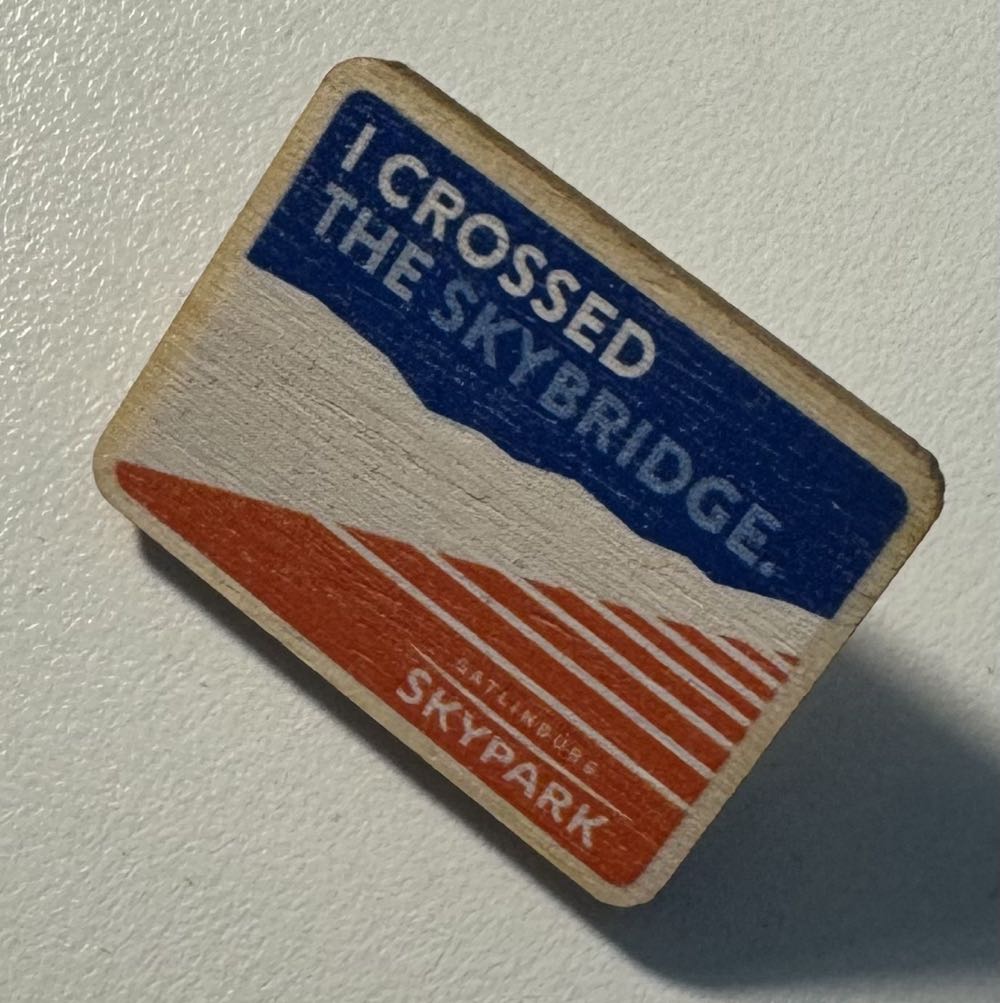 I CROSSED
THE SKYBRIDGE.
GATLINBURG
SKYPARK